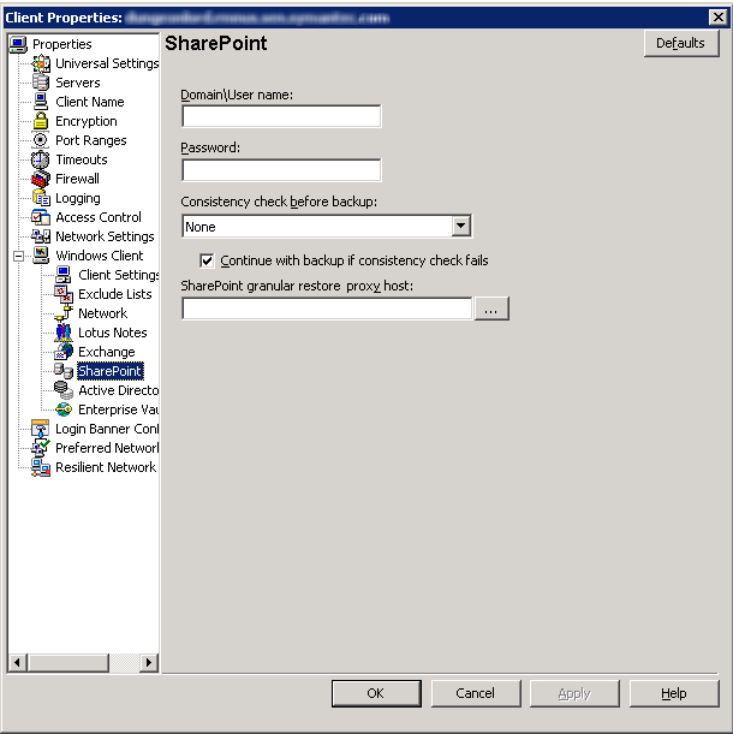 Client Properties:
Properties
Universal Settings
Servers
Client Name
Encryption
Port Ranges
Timeouts
Firewall
Logging
Access Control
Network Settings
Windows Client
Client Settings
Exclude Lists
Network
Lotus Notes
Exchange
SharePoint
Active Directo
Enterprise Vau
Login Banner Con
Preferred Network
Resilient Network
SharePoint
Defaults
Domain\User name:
Password:
Consistency check before backup:
None
Continue with backup if consistency check fails
SharePoint granular restore proxy host:
...
OK
Cancel
Apply
Help